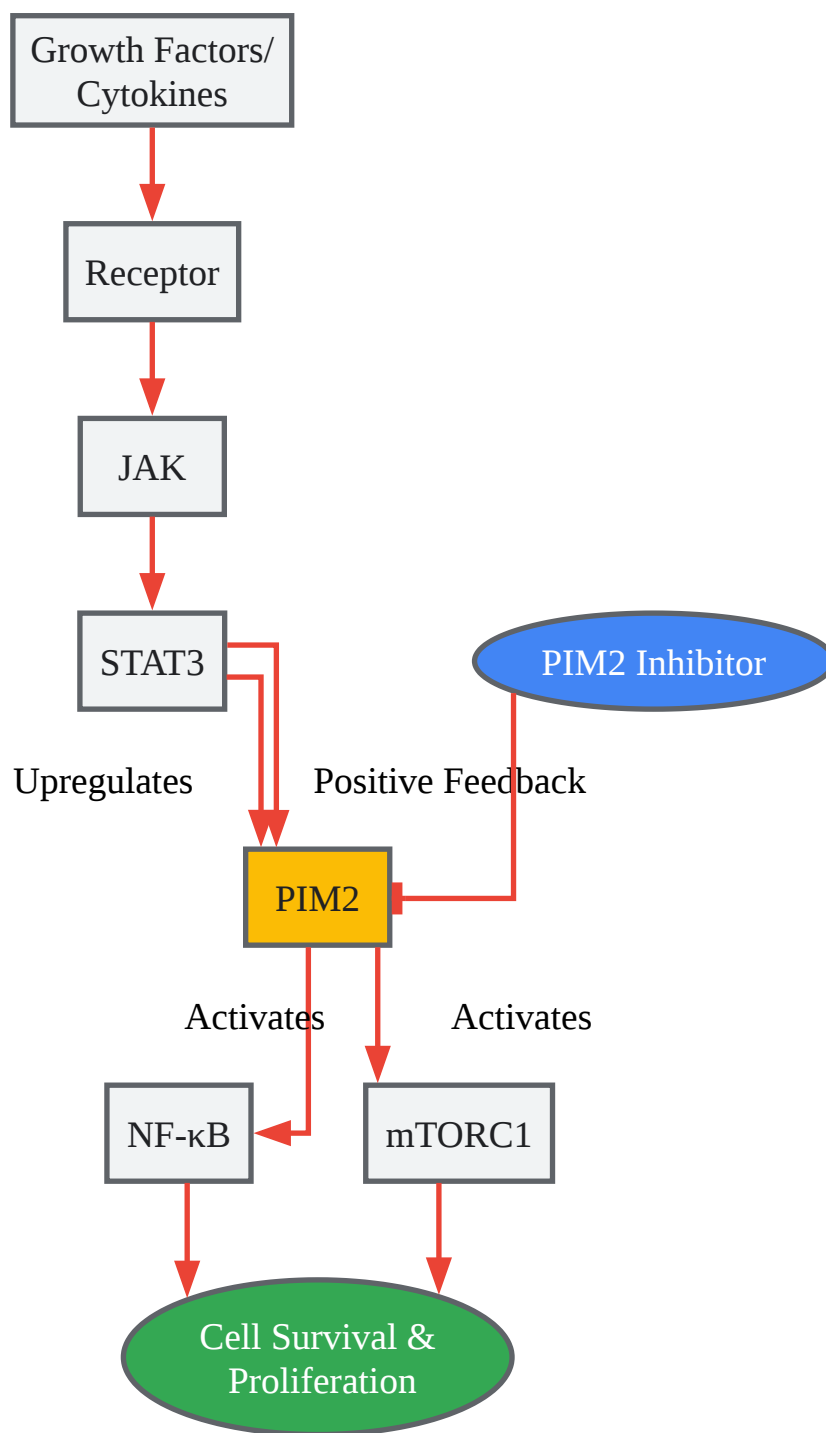 Growth Factors/
Cytokines
Receptor
JAK
STAT3
PIM2 Inhibitor
Upregulates
Positive Feedback
PIM2
Activates
Activates
NF-κB
mTORC1
Cell Survival &
Proliferation